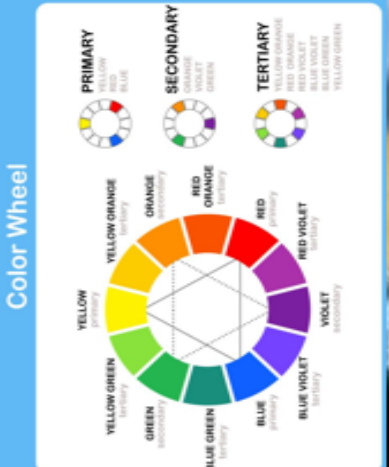 Color Wheel
YELLOW
primary
YELLOW ORANGE
tertiary
ORANGE
secondary
RED
ORANGE
tertiary
RED
primary
RED VIOLET
tertiary
VIOLET
secondary
BLUE VIOLET
tertiary
BLUE
primary
BLUE GREEN
tertiary
GREEN
secondary
YELLOW GREEN
tertiary
PRIMARY
YELLOW
RED
BLUE
SECONDARY
ORANGE
VIOLET
GREEN
TERTIARY
YELLOW ORANGE
RED ORANGE
RED VIOLET
BLUE VIOLET
BLUE GREEN
YELLOW GREEN